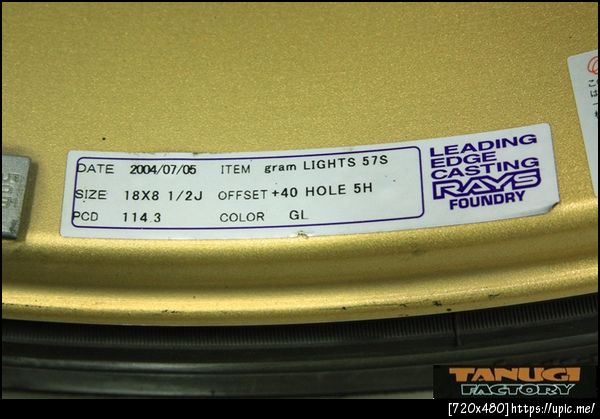 DATE 2004/07/05 ITEM gram LIGHTS 57S
SIZE 18X8 1/2J OFFSET +40 HOLE 5H
PCD 114.3 COLOR GL
LEADING
EDGE
CASTING
RAYS
FOUNDRY
TANUGI
FACTORY
[720x480]https://upic.me/